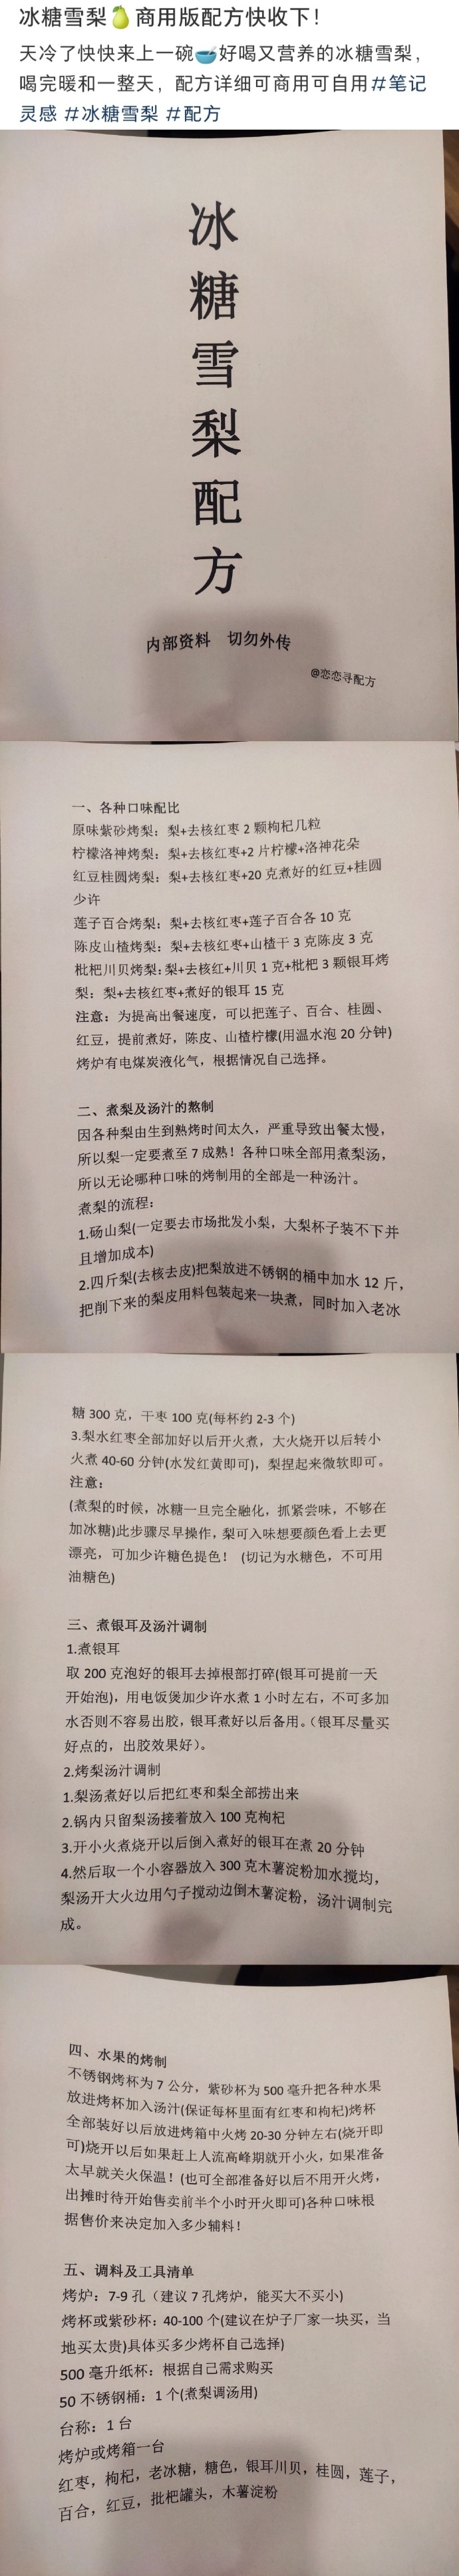 冰糖雪梨🍐商用版配方快收下！
天冷了快快来上一碗🥣好喝又营养的冰糖雪梨，
喝完暖和一整天，配方详细可商用可自用#笔记
灵感 #冰糖雪梨 #配方
冰
糖
雪
梨
配
方
内部资料 切勿外传
@恋恋寻配方
一、各种口味配比
原味紫砂烤梨：梨+去核红枣 2 颗枸杞几粒
柠檬洛神烤梨：梨+去核红枣+2 片柠檬+洛神花朵
红豆桂圆烤梨：梨+去核红枣+20 克煮好的红豆+桂圆
少许
莲子百合烤梨：梨+去核红枣+莲子百合各 10 克
陈皮山楂烤梨：梨+去核红枣+山楂干 3 克陈皮 3 克
枇杷川贝烤梨：梨+去核红+川贝 1 克+枇杷 3 颗银耳烤
梨：梨+去核红枣+煮好的银耳 15 克
注意：为提高出餐速度，可以把莲子、百合、桂圆、
红豆，提前煮好，陈皮、山楂柠檬(用温水泡 20 分钟)
烤炉有电煤炭液化气，根据情况自己选择。
二、煮梨及汤汁的熬制
因各种梨由生到熟烤时间太久，严重导致出餐太慢，
所以梨一定要煮至 7 成熟！各种口味全部用煮梨汤，
所以无论哪种口味的烤制用的全部是一种汤汁。
煮梨的流程：
1.砀山梨(一定要去市场批发小梨，大梨杯子装不下并
且增加成本)
2.四斤梨(去核去皮)把梨放进不锈钢的桶中加水 12 斤，
把削下来的梨皮用料包装起来一块煮，同时加入老冰
糖 300 克，干枣 100 克(每杯约 2-3 个)
3.梨水红枣全部加好以后开火煮，大火烧开以后转小
火煮 40-60 分钟(水发红黄即可)，梨捏起来微软即可。
注意：
(煮梨的时候，冰糖一旦完全融化，抓紧尝味，不够在
加冰糖)此步骤尽早操作，梨可入味想要颜色看上去更
漂亮，可加少许糖色提色！ (切记为水糖色，不可用
油糖色)
三、煮银耳及汤汁调制
1.煮银耳
取 200 克泡好的银耳去掉根部打碎(银耳可提前一天
开始泡)，用电饭煲加少许水煮 1 小时左右，不可多加
水否则不容易出胶，银耳煮好以后备用。（银耳尽量买
好点的，出胶效果好）。
2.烤梨汤汁调制
1.梨汤煮好以后把红枣和梨全部捞出来
2.锅内只留梨汤接着放入 100 克枸杞
3.开小火煮烧开以后倒入煮好的银耳在煮 20 分钟
4.然后取一个小容器放入 300 克木薯淀粉加水搅均，
梨汤开大火边用勺子搅动边倒木薯淀粉，汤汁调制完
成。
四、水果的烤制
不锈钢烤杯为 7 公分，紫砂杯为 500 毫升把各种水果
放进烤杯加入汤汁(保证每杯里面有红枣和枸杞)烤杯
全部装好以后放进烤箱中火烤 20-30 分钟左右(烧开即
可)烧开以后如果赶上人流高峰期就开小火，如果准备
太早就关火保温！(也可全部准备好以后不用开火烤，
出摊时待开始售卖前半个小时开火即可)各种口味根
据售价来决定加入多少辅料！
五、调料及工具清单
烤炉：7-9 孔（建议 7 孔烤炉，能买大不买小)
烤杯或紫砂杯：40-100 个(建议在炉子厂家一块买，当
地买太贵)具体买多少烤杯自己选择)
500 毫升纸杯：根据自己需求购买
50 不锈钢桶：1 个(煮梨调汤用)
台称：1 台
烤炉或烤箱一台
红枣，枸杞，老冰糖，糖色，银耳川贝，桂圆，莲子，
百合，红豆，批杷罐头，木薯淀粉